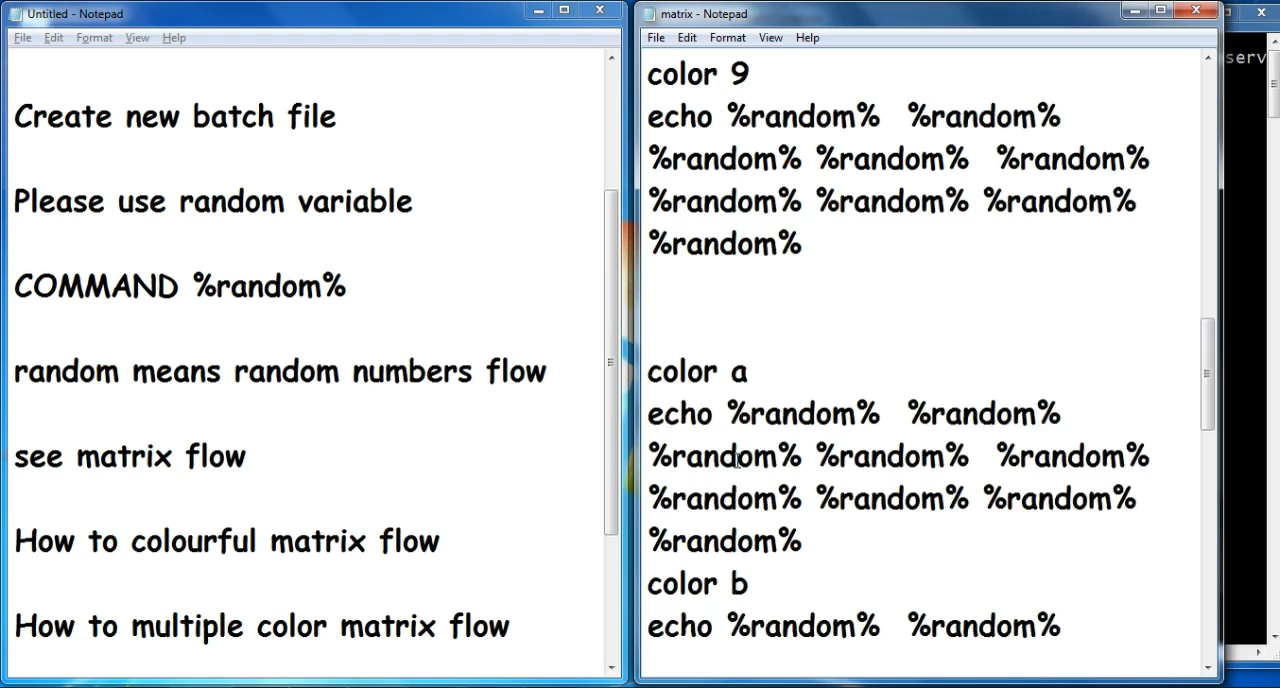 Untitled - Notepad
File Edit Format View Help
Create new batch file
Please use random variable
COMMAND %random%
random means random numbers flow
see matrix flow
How to colourful matrix flow
How to multiple color matrix flow
matrix - Notepad
File Edit Format View Help
color 9
echo %random% %random%
%random% %random% %random%
%random% %random% %random%
%random%
color a
echo %random% %random%
%random% %random% %random%
%random% %random% %random%
%random%
color b
echo %random% %random%
serv